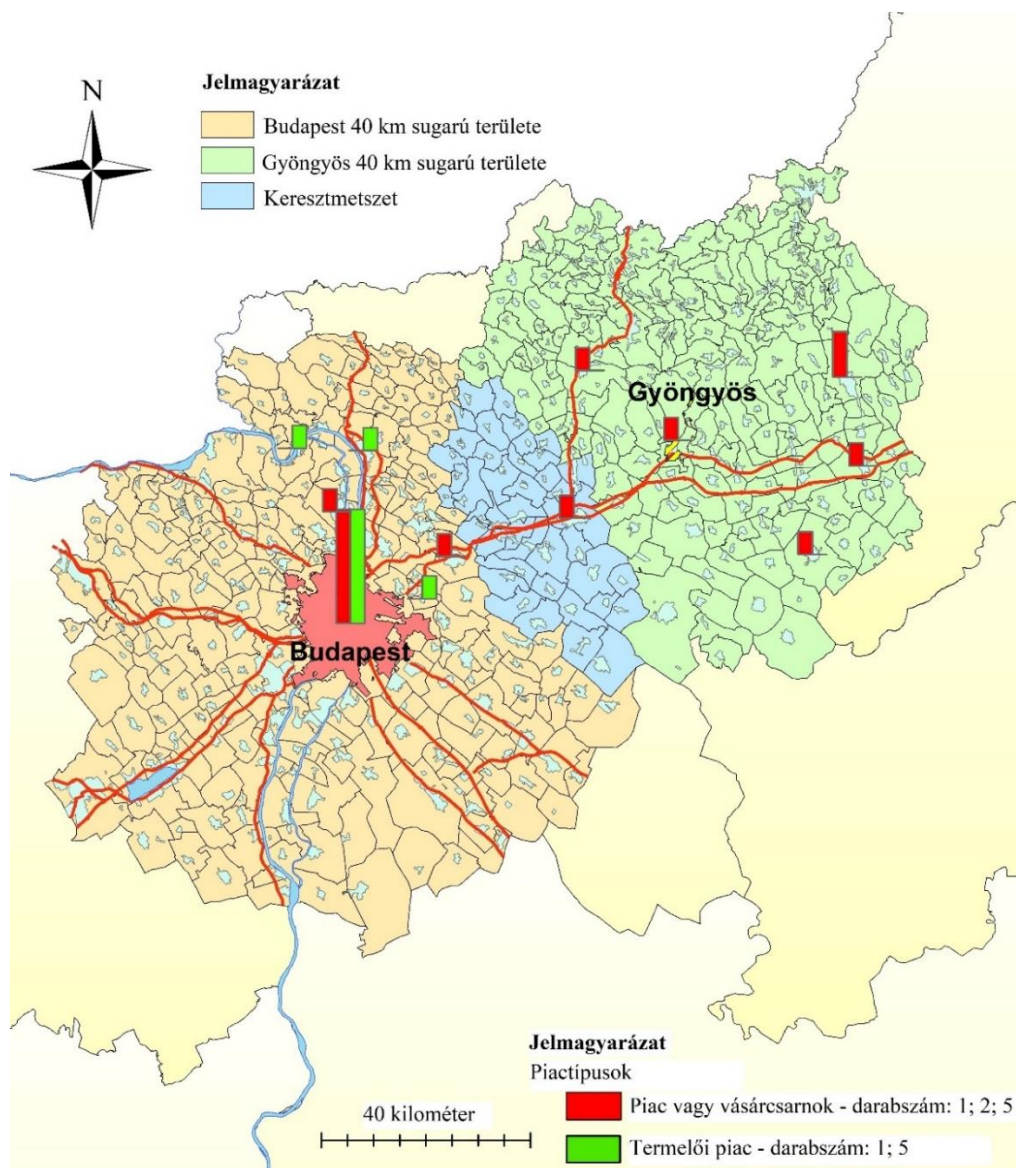 Jelmagyarázat
N
Budapest 40 km sugarú területe
Gyöngyös 40 km sugarú területe
Keresztmetszet
Gyöngyös
Budapest
Jelmagyarázat
Piactípusok
40 kilométer
Piac vagy vásárcsarnok - darabszám: 1; 2; 5
Termelői piac - darabszám: 1; 5